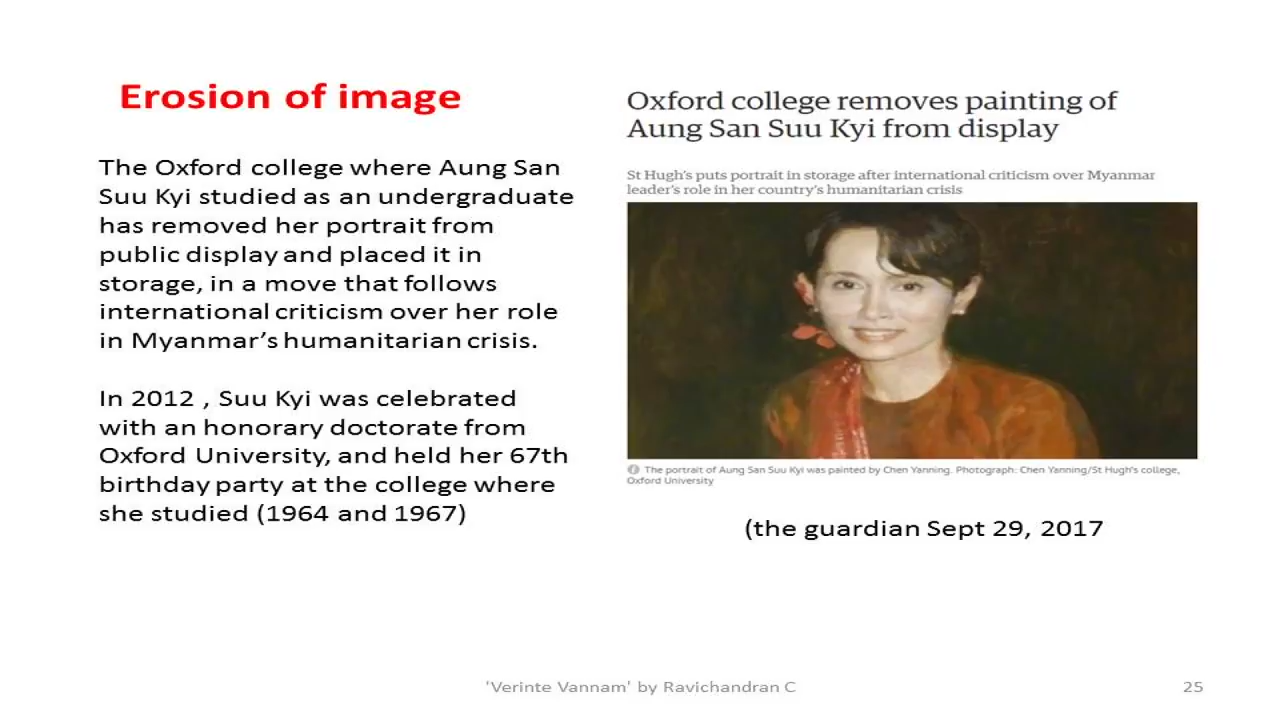 Erosion of image
The Oxford college where Aung San
Suu Kyi studied as an undergraduate
has removed her portrait from
public display and placed it in
storage, in a move that follows
international criticism over her role
in Myanmar’s humanitarian crisis.
In 2012 , Suu Kyi was celebrated
with an honorary doctorate from
Oxford University, and held her 67th
birthday party at the college where
she studied (1964 and 1967)
Oxford college removes painting of
Aung San Suu Kyi from display
St Hugh’s puts portrait in storage after international criticism over Myanmar
leader’s role in her country’s humanitarian crisis
The portrait of Aung San Suu Kyi was painted by Chen Yanning. Photograph: Chen Yanning/St Hugh’s college,
Oxford University
(the guardian Sept 29, 2017
'Verinte Vannam' by Ravichandran C
25